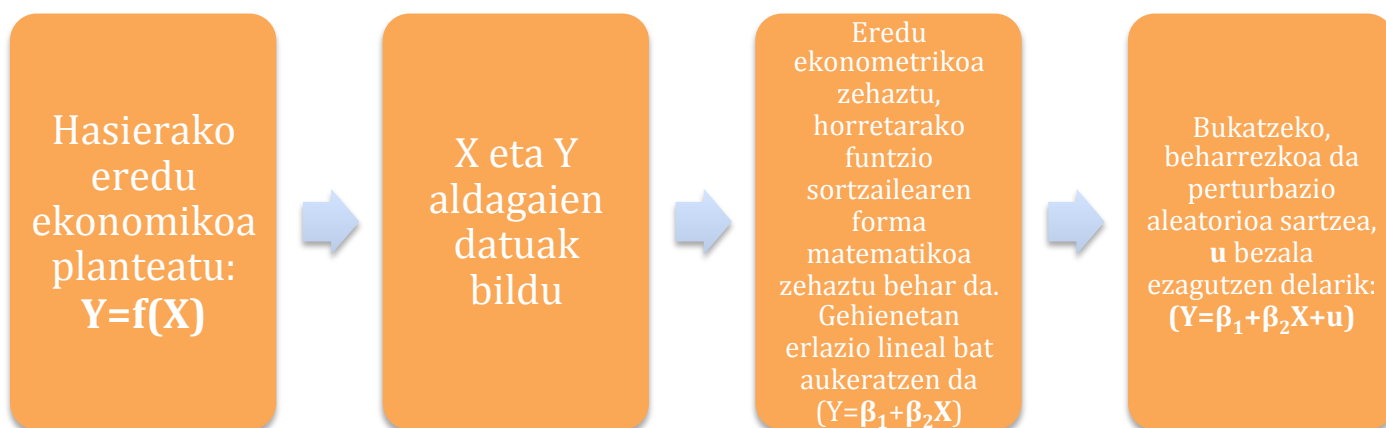 Hasierako
eredu
ekonomikoa
planteatu:
Y=f(X)
X eta Y
aldagaien
datuak
bildu
Eredu
ekonometrikoa
zehaztu,
horretarako
funtzio
sortzailearen
forma
matematikoa
zehaztu behar da.
Gehienetan
erlazio lineal bat
aukeratzen da
(Y=β₁+β₂X)
Bukatzeko,
beharrezkoa da
perturbazio
aleatorioa sartzea,
u bezala
ezagutzen delarik:
(Y=β₁+β₂X+u)